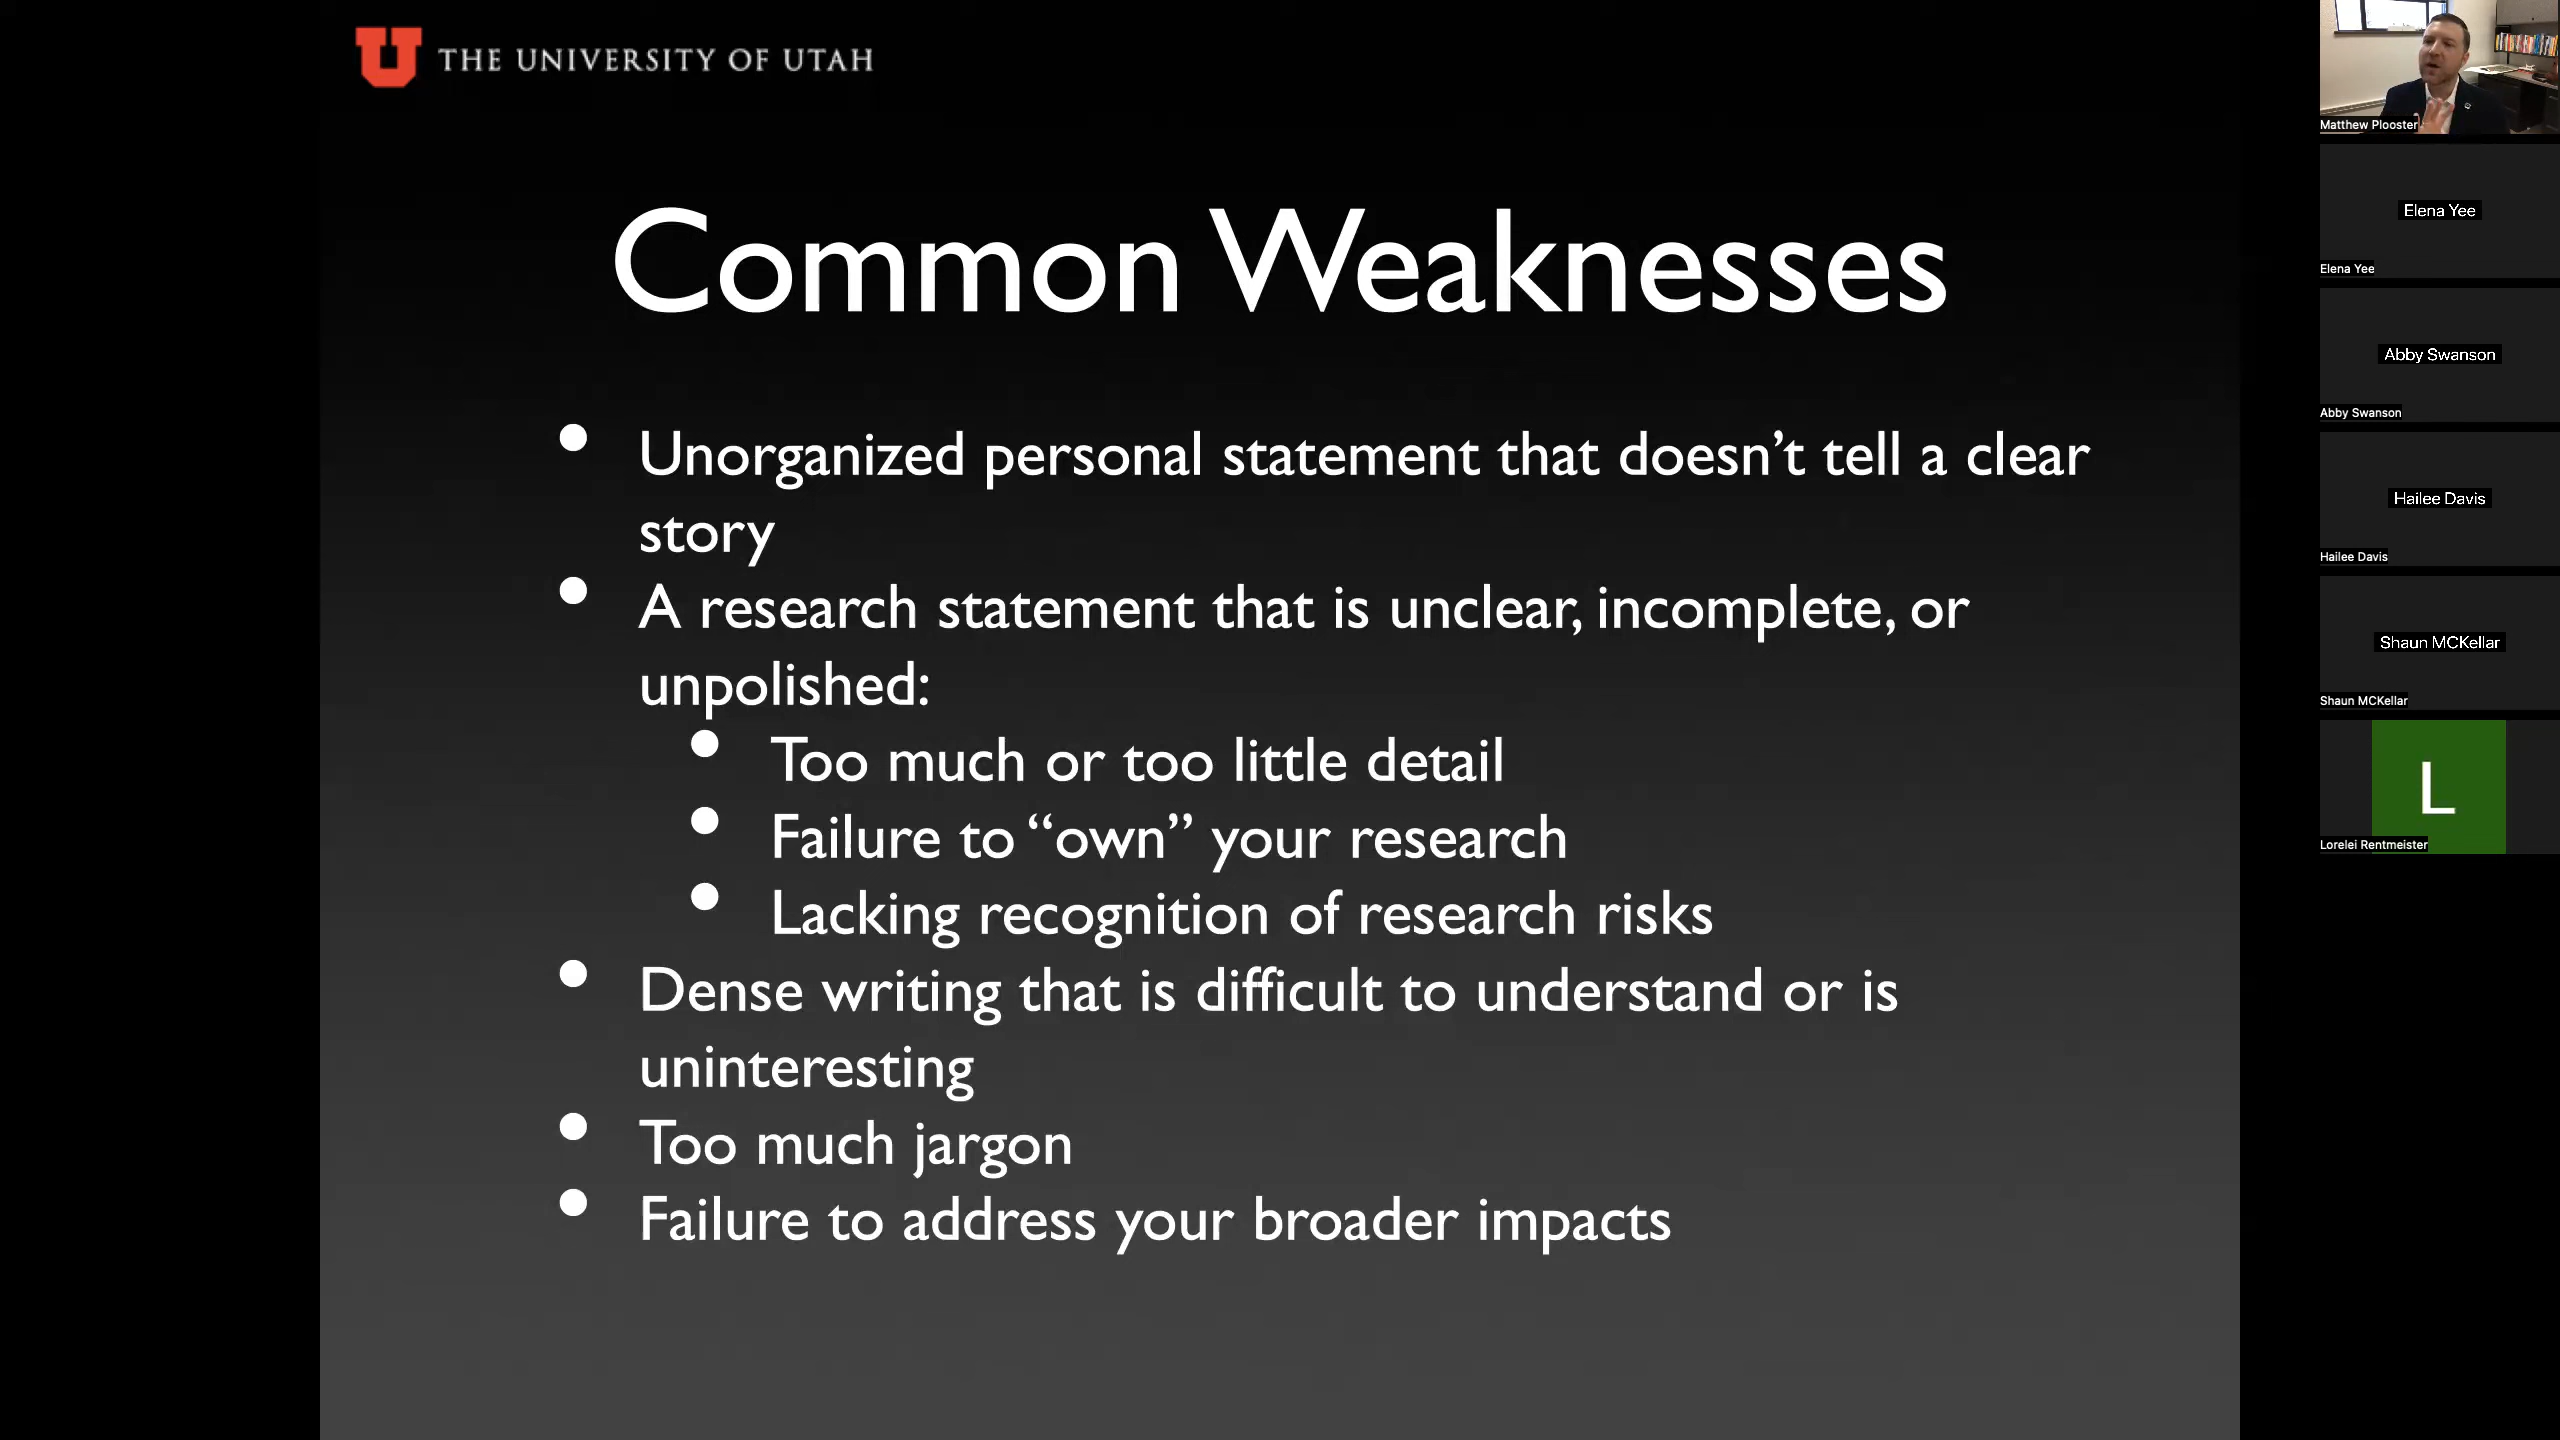 U THE UNIVERSITY OF UTAH
Common Weaknesses
• Unorganized personal statement that doesn’t tell a clear
story
• A research statement that is unclear, incomplete, or
unpolished:
• Too much or too little detail
• Failure to “own” your research
• Lacking recognition of research risks
• Dense writing that is difficult to understand or is
uninteresting
• Too much jargon
• Failure to address your broader impacts
Matthew Plooster
Elena Yee
Elena Yee
Abby Swanson
Abby Swanson
Hailee Davis
Hailee Davis
Shaun MCKellar
Shaun MCKellar
L
Lorelei Rentmeister